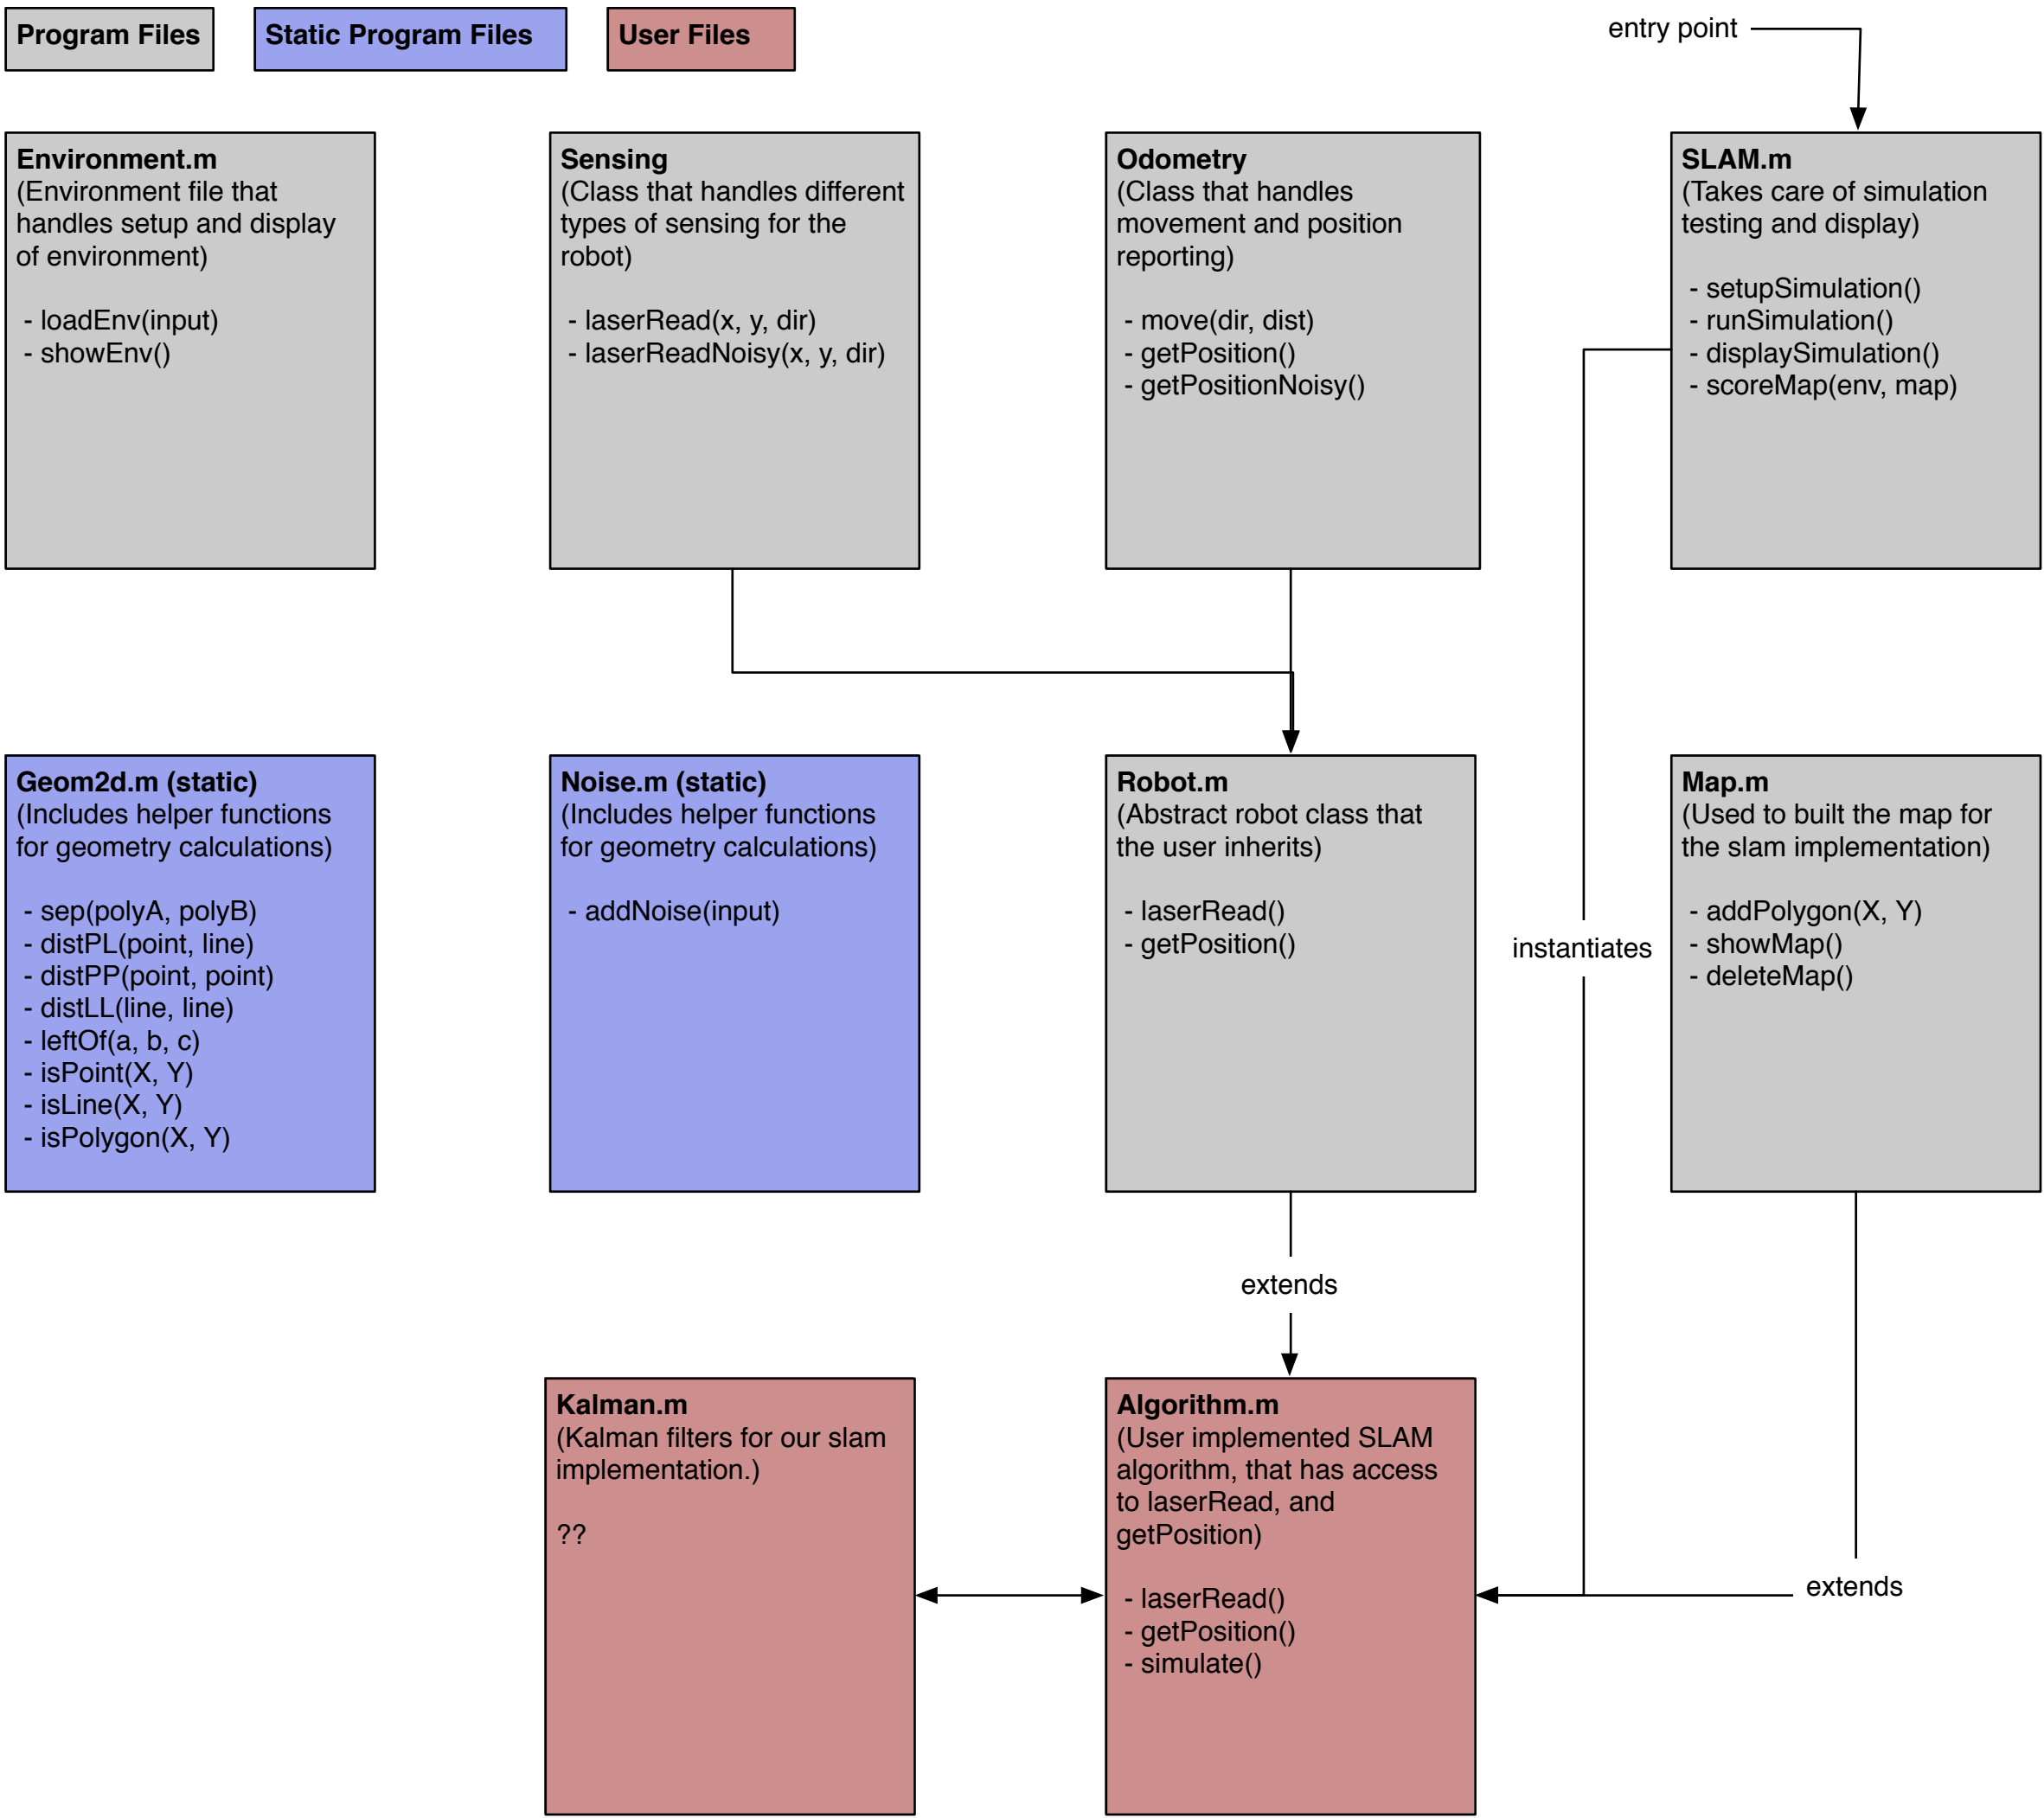 Program Files
Static Program Files
User Files
entry point
Environment.m
(Environment file that
handles setup and display
of environment)
- loadEnv(input)
- showEnv()
Sensing
(Class that handles different
types of sensing for the
robot)
- laserRead(x, y, dir)
- laserReadNoisy(x, y, dir)
Odometry
(Class that handles
movement and position
reporting)
- move(dir, dist)
- getPosition()
- getPositionNoisy()
SLAM.m
(Takes care of simulation
testing and display)
- setupSimulation()
- runSimulation()
- displaySimulation()
- scoreMap(env, map)
Geom2d.m (static)
(Includes helper functions
for geometry calculations)
- sep(polyA, polyB)
- distPL(point, line)
- distPP(point, point)
- distLL(line, line)
- leftOf(a, b, c)
- isPoint(X, Y)
- isLine(X, Y)
- isPolygon(X, Y)
Noise.m (static)
(Includes helper functions
for geometry calculations)
- addNoise(input)
Robot.m
(Abstract robot class that
the user inherits)
- laserRead()
- getPosition()
instantiates
Map.m
(Used to built the map for
the slam implementation)
- addPolygon(X, Y)
- showMap()
- deleteMap()
extends
Kalman.m
(Kalman filters for our slam
implementation.)
??
Algorithm.m
(User implemented SLAM
algorithm, that has access
to laserRead, and
getPosition)
- laserRead()
- getPosition()
- simulate()
extends